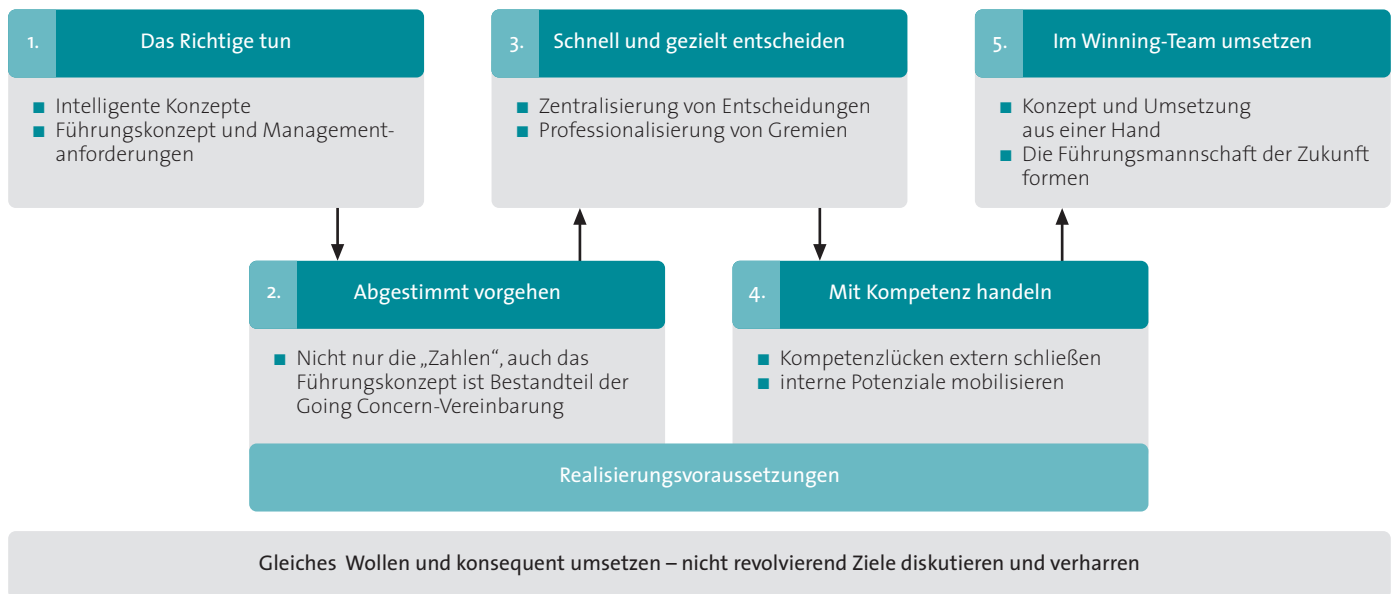 1. Das Richtige tun
■ Intelligente Konzepte
■ Führungskonzept und Management-
anforderungen
2. Abgestimmt vorgehen
■ Nicht nur die „Zahlen“, auch das
Führungskonzept ist Bestandteil der
Going Concern-Vereinbarung
3. Schnell und gezielt entscheiden
■ Zentralisierung von Entscheidungen
■ Professionalisierung von Gremien
4. Mit Kompetenz handeln
■ Kompetenzlücken extern schließen
■ interne Potenziale mobilisieren
5. Im Winning-Team umsetzen
■ Konzept und Umsetzung
aus einer Hand
■ Die Führungsmannschaft der Zukunft
formen
Realisierungsvoraussetzungen
Gleiches Wollen und konsequent umsetzen – nicht revolvierend Ziele diskutieren und verharren